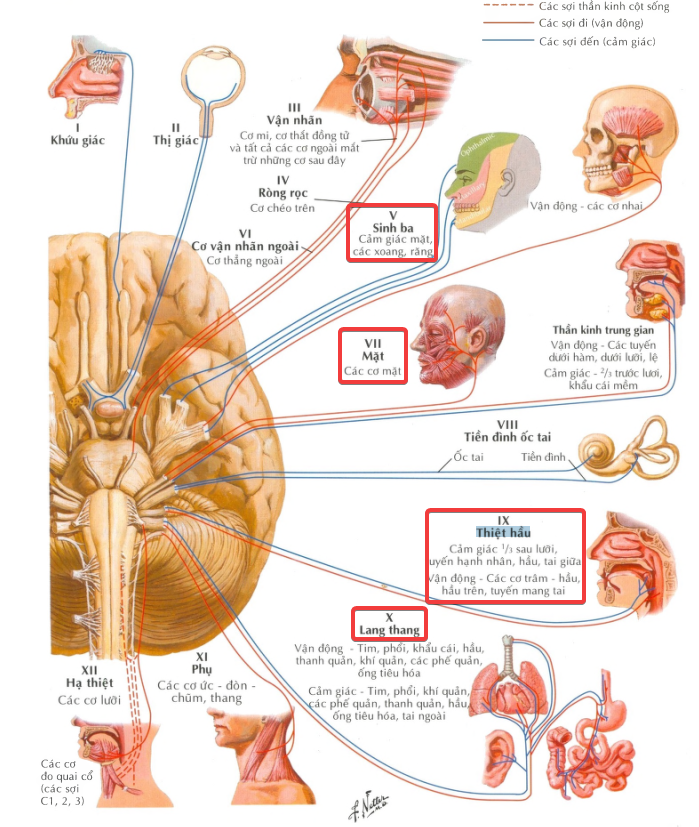 Các sợi thần kinh cột sống
Các sợi đi (vận động)
Các sợi đến (cảm giác)
I
Khứu giác
II
Thị giác
III
Vận nhãn
Cơ mi, cơ thắt đồng tử
và tất cả các cơ ngoài mắt
trừ những cơ sau đây
IV
Ròng rọc
Cơ chéo trên
VI
Cơ vận nhãn ngoài
Cơ thẳng ngoài
V
Sinh ba
Cảm giác mặt,
các xoang, răng
Ophthalmic
Vận động - các cơ nhai
VII
Mặt
Các cơ mặt
Thần kinh trung gian
Vận động - Các tuyến
dưới hàm, dưới lưỡi, lệ
Cảm giác - 2/3 trước lươi,
khẩu cái mềm
VIII
Tiền đình ốc tai
Ốc tai
Tiền đình
IX
Thiệt hầu
Cảm giác 1/3 sau lưỡi,
uyến hạnh nhân, hầu, tai giữa
Vận động - Các cơ trâm - hầu,
hầu trên, tuyến mang tai
X
Lang thang
Vận động - Tim, phổi, khẩu cái, hầu,
thanh quản, khí quản, các phế quản,
ống tiêu hóa
Cảm giác - Tim, phổi, khí quản,
các phế quản, thanh quản, hầu,
ống tiêu hóa, tai ngoài
XII
Hạ thiệt
Các cơ lưỡi
XI
Phụ
Các cơ ức - đòn -
chũm, thang
Các cơ
do quai cổ
(các sợi
C1, 2, 3)
F. Netter
M.D.